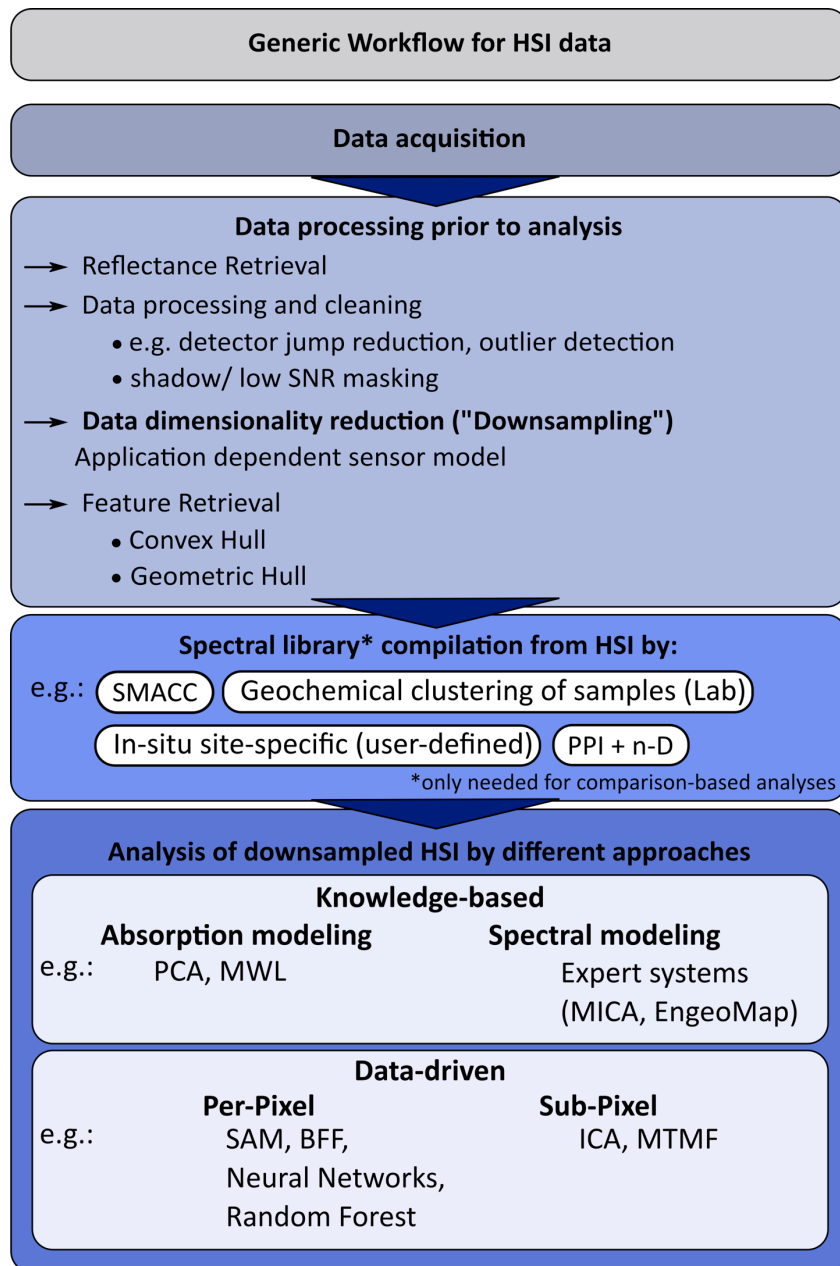 Generic Workflow for HSI data
Data acquisition
Data processing prior to analysis
→ Reflectance Retrieval
→ Data processing and cleaning
• e.g. detector jump reduction, outlier detection
• shadow/ low SNR masking
→ Data dimensionality reduction ("Downsampling")
Application dependent sensor model
→ Feature Retrieval
• Convex Hull
• Geometric Hull
Spectral library* compilation from HSI by:
e.g.: SMACC Geochemical clustering of samples (Lab)
In-situ site-specific (user-defined) PPI + n-D
*only needed for comparison-based analyses
Analysis of downsampled HSI by different approaches
Knowledge-based
Absorption modeling Spectral modeling
e.g.: PCA, MWL Expert systems
(MICA, EngeoMap)
Data-driven
Per-Pixel Sub-Pixel
e.g.: SAM, BFF, ICA, MTMF
Neural Networks,
Random Forest